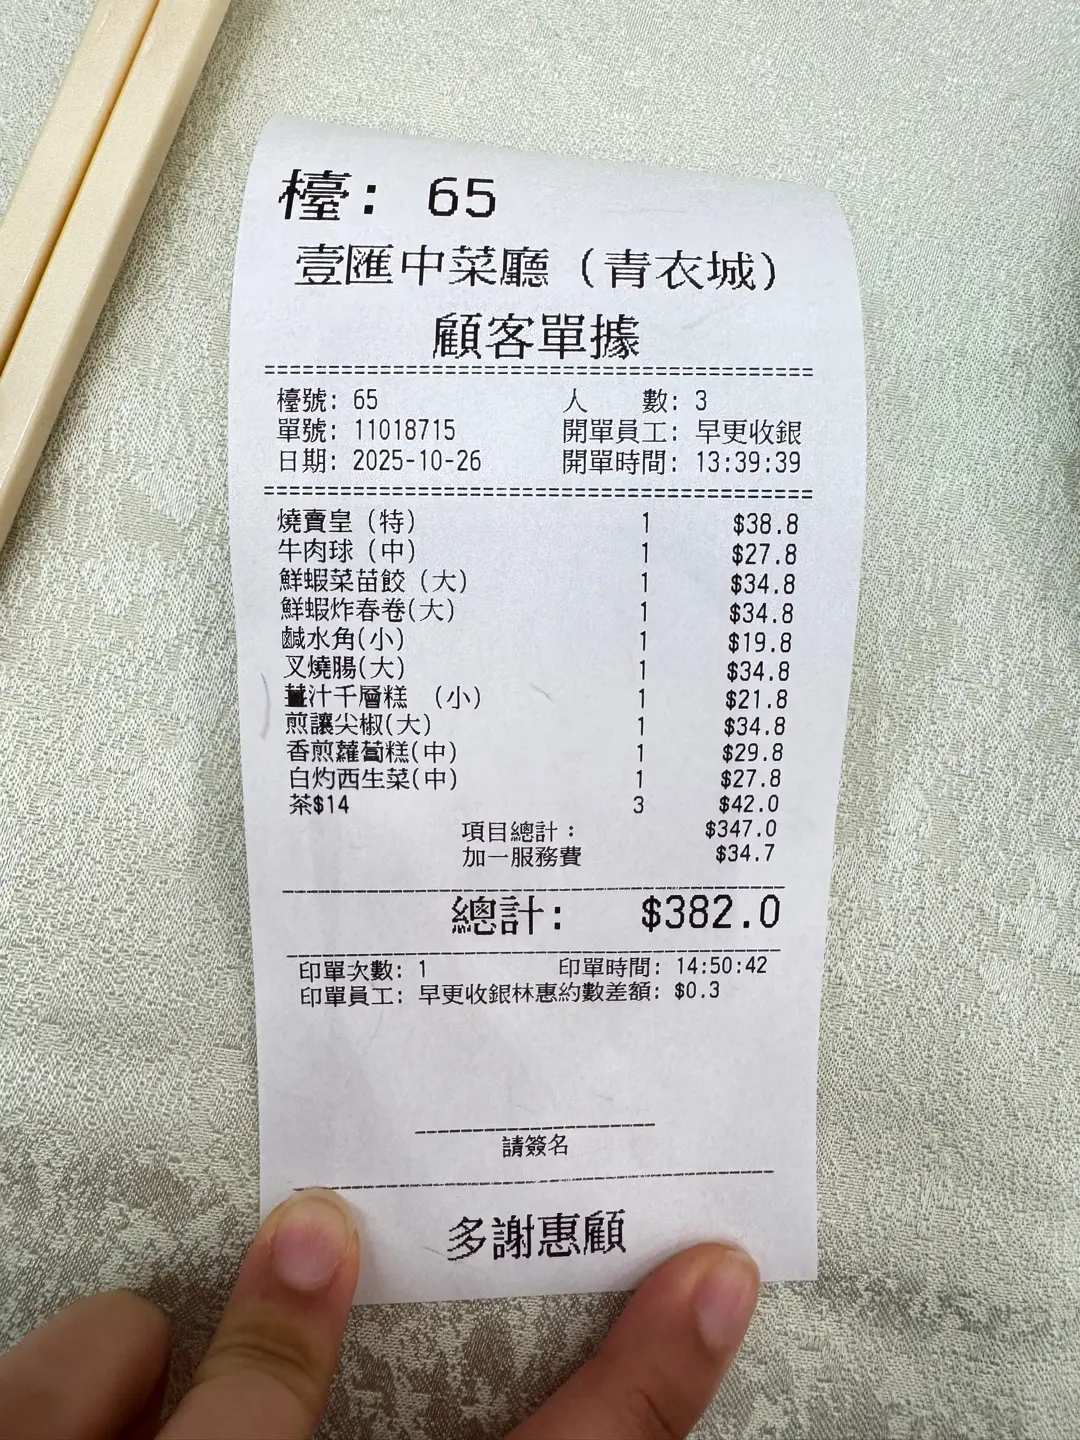 檯: 65
壹匯中菜廳（青衣城）
顧客單據
檯號: 65 人 數: 3
單號: 11018715 開單員工: 早更收銀
日期: 2025-10-26 開單時間: 13:39:39
燒賣皇（特） 1 $38.8
牛肉球（中） 1 $27.8
鮮蝦菜苗餃（大） 1 $34.8
鮮蝦炸春卷(大) 1 $34.8
鹹水角(小) 1 $19.8
叉燒腸(大) 1 $34.8
薑汁千層糕 （小） 1 $21.8
煎讓尖椒(大) 1 $34.8
香煎蘿蔔糕(中) 1 $29.8
白灼西生菜(中) 1 $27.8
茶$14 3 $42.0
項目總計： $347.0
加一服務費 $34.7
總計: $382.0
印單次數: 1 印單時間: 14:50:42
印單員工: 早更收銀林惠約數差額: $0.3
請簽名
多謝惠顧